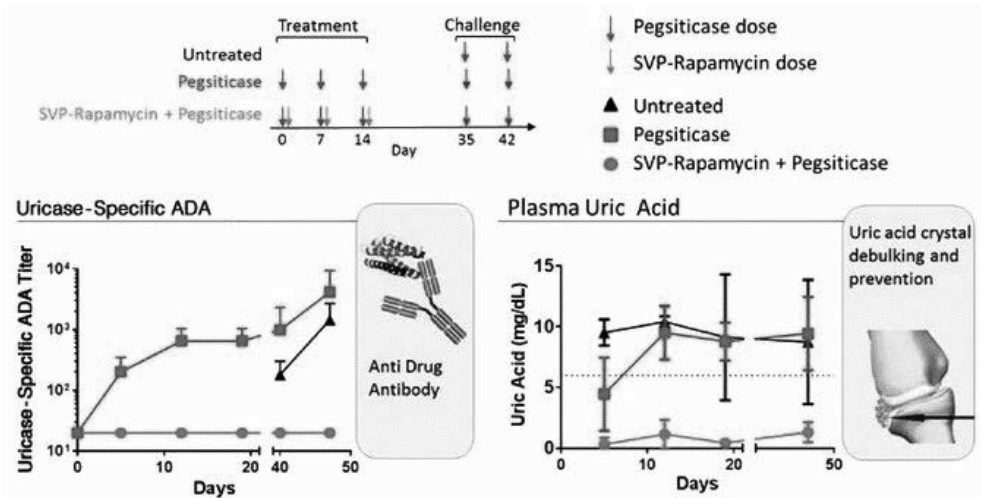 Treatment
Challenge
Untreated
Pegsiticase
SVP-Rapamycin + Pegsiticase
0 7 14 35 42
Day
Pegsiticase dose
SVP-Rapamycin dose
Untreated
Pegsiticase
SVP-Rapamycin + Pegsiticase
Uricase-Specific ADA
Uricase-Specific ADA Titer
10⁴
10³
10²
10¹
0 20 40 50
Days
Anti Drug
Antibody
Plasma Uric Acid
Uric Acid (mg/dL)
15
10
5
0
0 10 20 50
Days
Uric acid crystal
debulking and
prevention